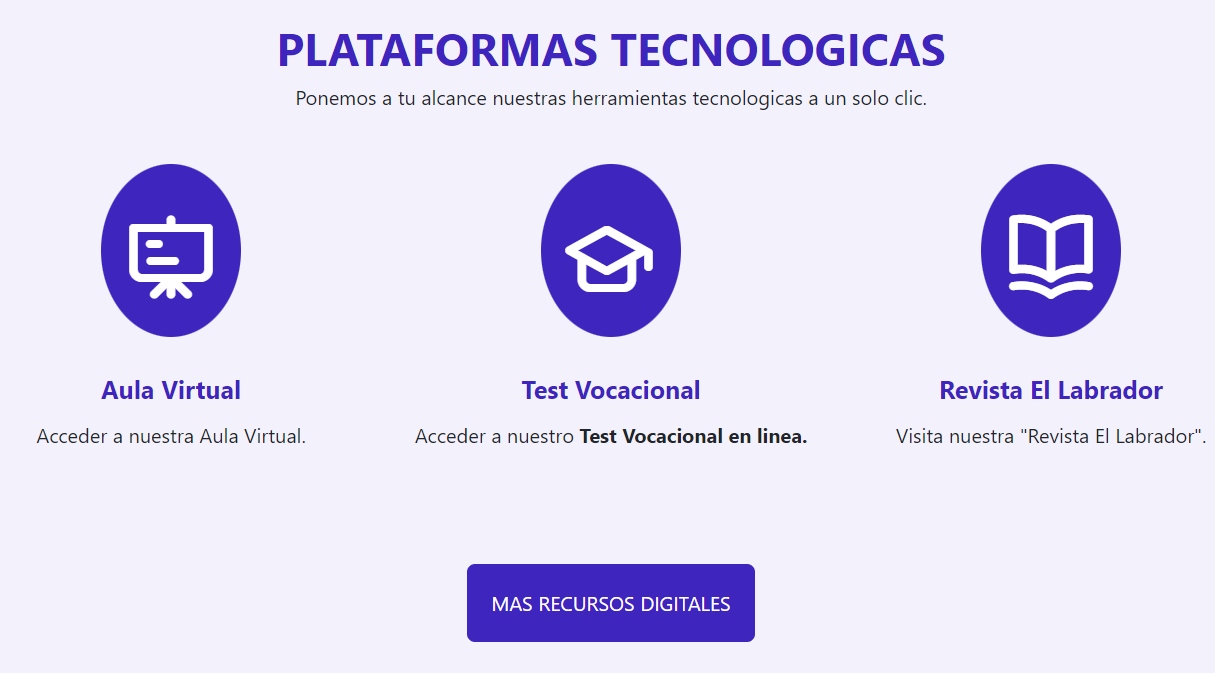 PLATAFORMAS TECNOLOGICAS
Ponemos a tu alcance nuestras herramientas tecnologicas a un solo clic.
Aula Virtual
Acceder a nuestra Aula Virtual.
Test Vocacional
Acceder a nuestro Test Vocacional en linea.
Revista El Labrador
Visita nuestra "Revista El Labrador".
MAS RECURSOS DIGITALES